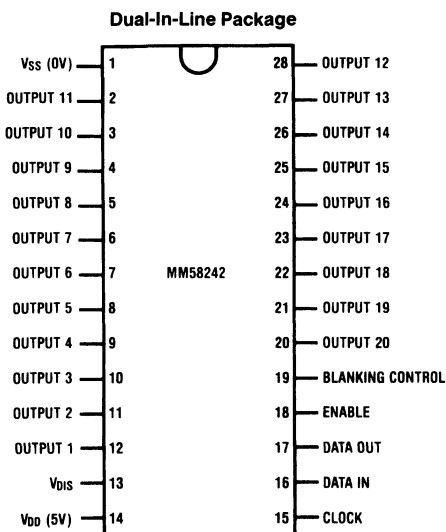 Dual-In-Line Package
VSS (0V) 1 28 OUTPUT 12
OUTPUT 11 2 27 OUTPUT 13
OUTPUT 10 3 26 OUTPUT 14
OUTPUT 9 4 25 OUTPUT 15
OUTPUT 8 5 24 OUTPUT 16
OUTPUT 7 6 23 OUTPUT 17
OUTPUT 6 7 MM58242 22 OUTPUT 18
OUTPUT 5 8 21 OUTPUT 19
OUTPUT 4 9 20 OUTPUT 20
OUTPUT 3 10 19 BLANKING CONTROL
OUTPUT 2 11 18 ENABLE
OUTPUT 1 12 17 DATA OUT
VDIS 13 16 DATA IN
VDD (5V) 14 15 CLOCK